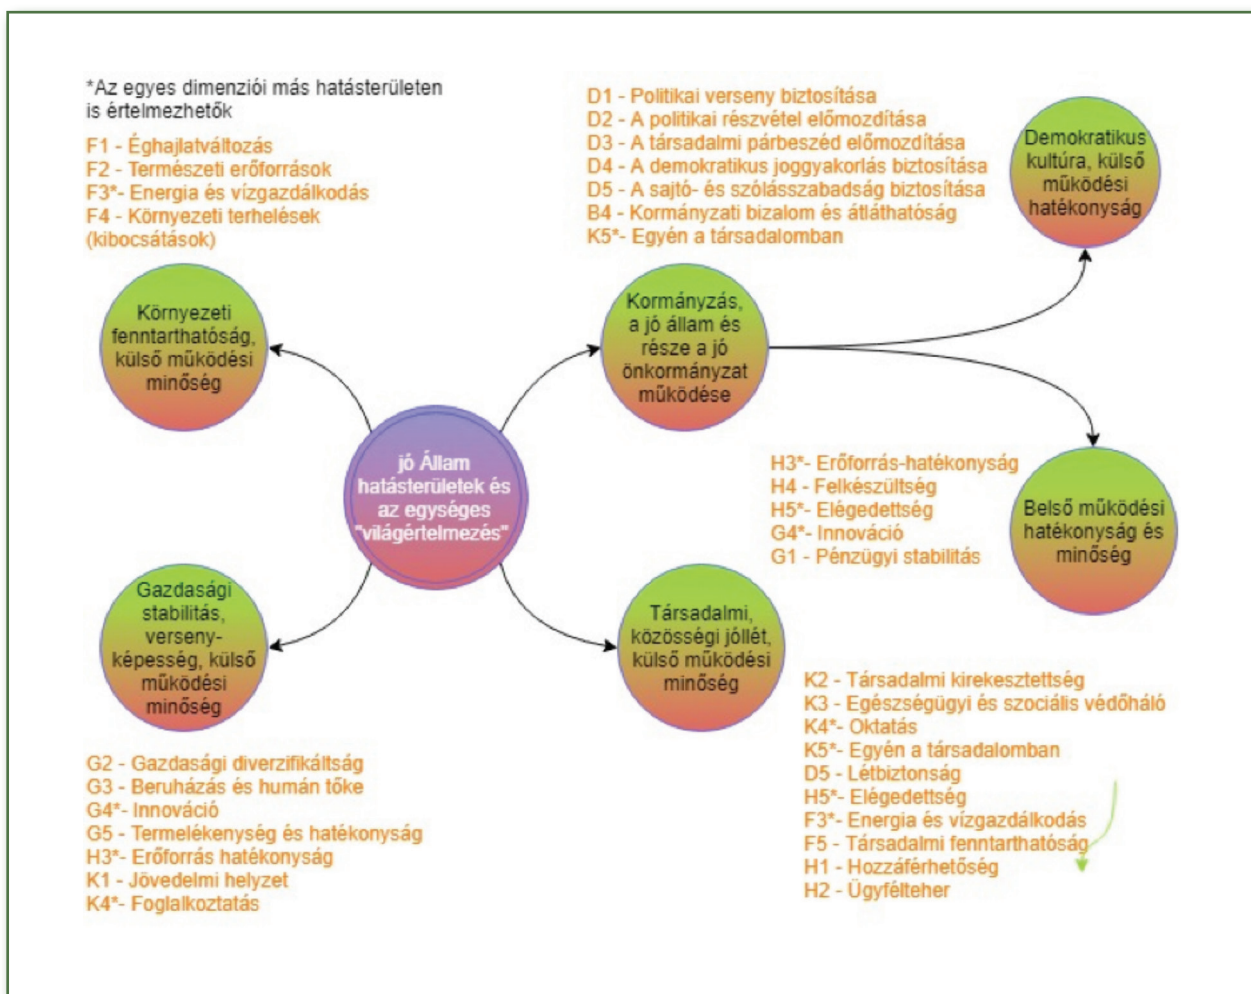 *Az egyes dimenziói más hatásterületen
is értelmezhetők
F1 - Éghajlatváltozás
F2 - Természeti erőforrások
F3*- Energia és vízgazdálkodás
F4 - Környezeti terhelések
(kibocsátások)
D1 - Politikai verseny biztosítása
D2 - A politikai részvétel előmozdítása
D3 - A társadalmi párbeszéd előmozdítása
D4 - A demokratikus joggyakorlás biztosítása
D5 - A sajtó- és szólásszabadság biztosítása
B4 - Kormányzati bizalom és átláthatóság
K5*- Egyén a társadalomban
Demokratikus
kultúra, külső
működési
hatékonyság
Környezeti
fenntarthatóság,
külső működési
minőség
Kormányzás,
a jó állam és
része a jó
önkormányzat
működése
jó Állam
hatásterületek és
az egységes
"világértelmezés"
H3*- Erőforrás-hatékonyság
H4 - Felkészültség
H5*- Elégedettség
G4*- Innováció
G1 - Pénzügyi stabilitás
Belső működési
hatékonyság és
minőség
Gazdasági
stabilitás,
verseny-
képesség, külső
működési
minőség
Társadalmi,
közösségi jóllét,
külső működési
minőség
G2 - Gazdasági diverzifikáltság
G3 - Beruházás és humán tőke
G4*- Innováció
G5 - Termelékenység és hatékonyság
H3*- Erőforrás hatékonyság
K1 - Jövedelmi helyzet
K4*- Foglalkoztatás
K2 - Társadalmi kirekesztettség
K3 - Egészségügyi és szociális védőháló
K4*- Oktatás
K5*- Egyén a társadalomban
D5 - Létbiztonság
H5*- Elégedettség
F3*- Energia és vízgazdálkodás
F5 - Társadalmi fenntarthatóság
H1 - Hozzáférhetőség
H2 - Ügyfélteher